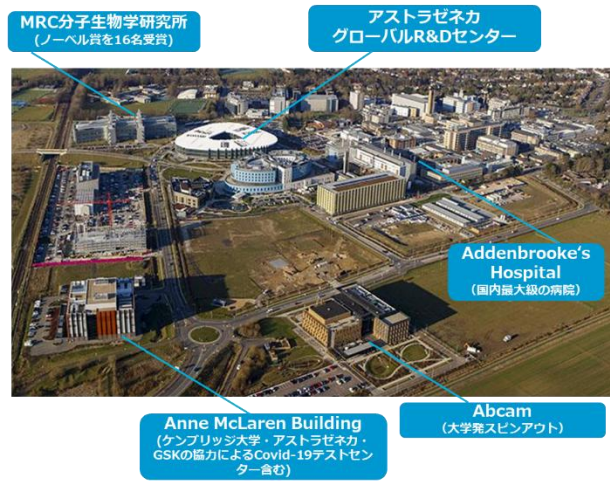 MRC分子生物学研究所
(ノーベル賞を16名受賞)
アストラゼネカ
グローバルR&Dセンター
Addenbrooke's
Hospital
(国内最大級の病院)
Anne McLaren Building
(ケンブリッジ大学・アストラゼネカ・
GSKの協力によるCovid-19テストセン
ター含む)
Abcam
(大学発スピンアウト)